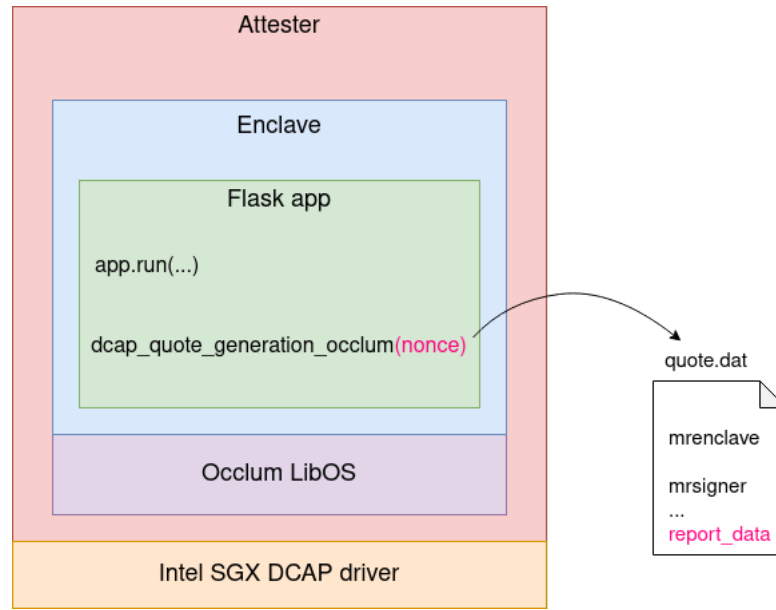 Attester
Enclave
Flask app
app.run(...)
dcap_quote_generation_occlum(nonce)
Occlum LibOS
Intel SGX DCAP driver
quote.dat
mrenclave
mrsigner
...
report_data